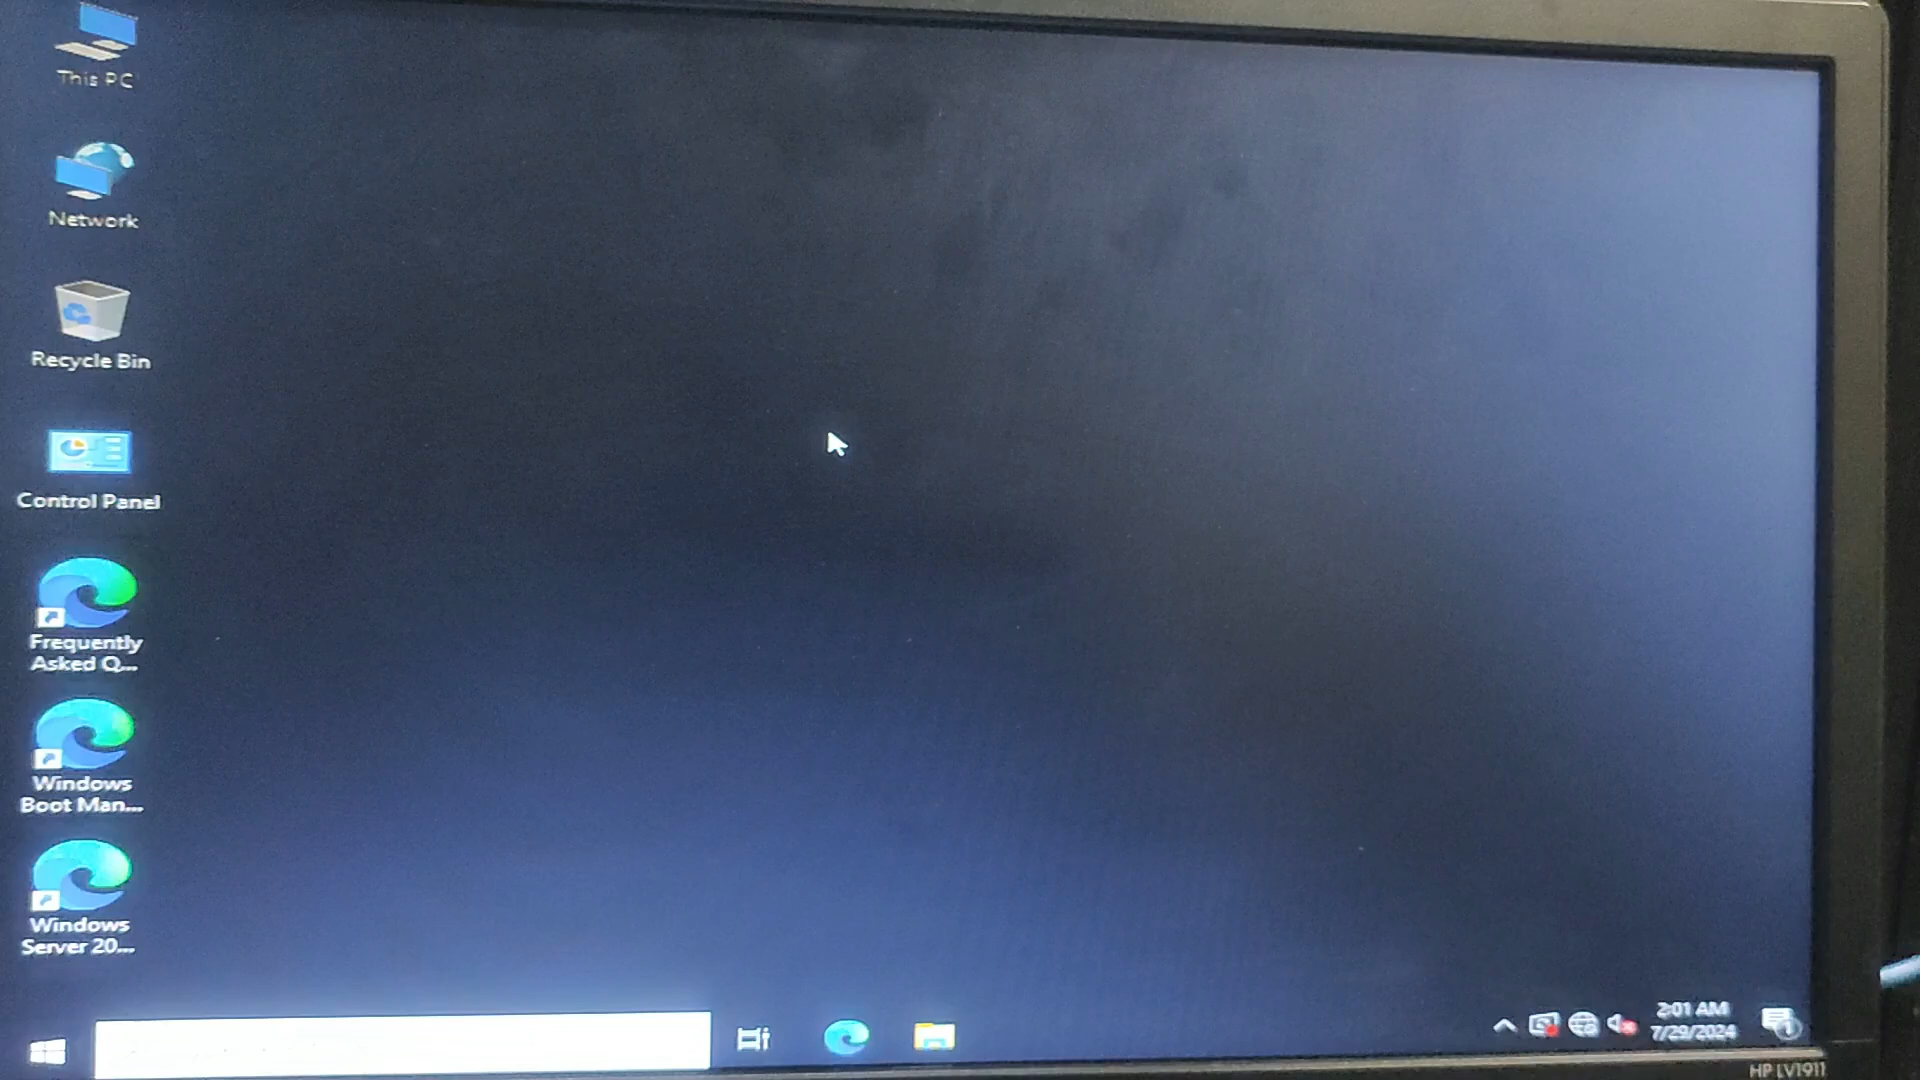 This PC
Network
Recycle Bin
Control Panel
Frequently
Asked Q...
Windows
Boot Man...
Windows
Server 20...
2:01 AM
7/29/2024
1
HP LV1911